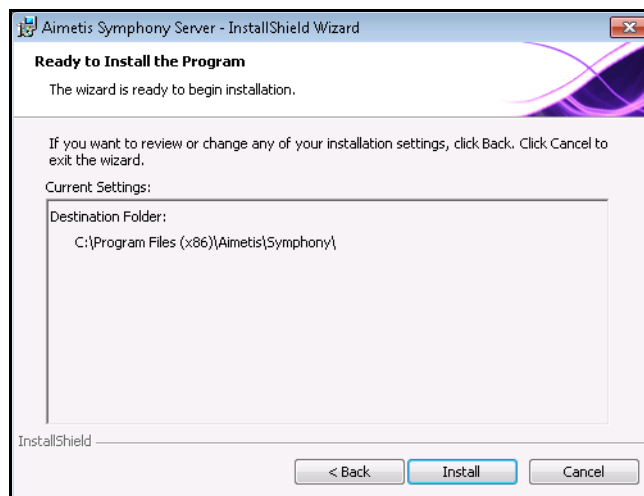 Aimetis Symphony Server - InstallShield Wizard
Ready to Install the Program
The wizard is ready to begin installation.
If you want to review or change any of your installation settings, click Back. Click Cancel to
exit the wizard.
Current Settings:
Destination Folder:
C:\Program Files (x86)\Aimetis\Symphony\
InstallShield
< Back Install Cancel